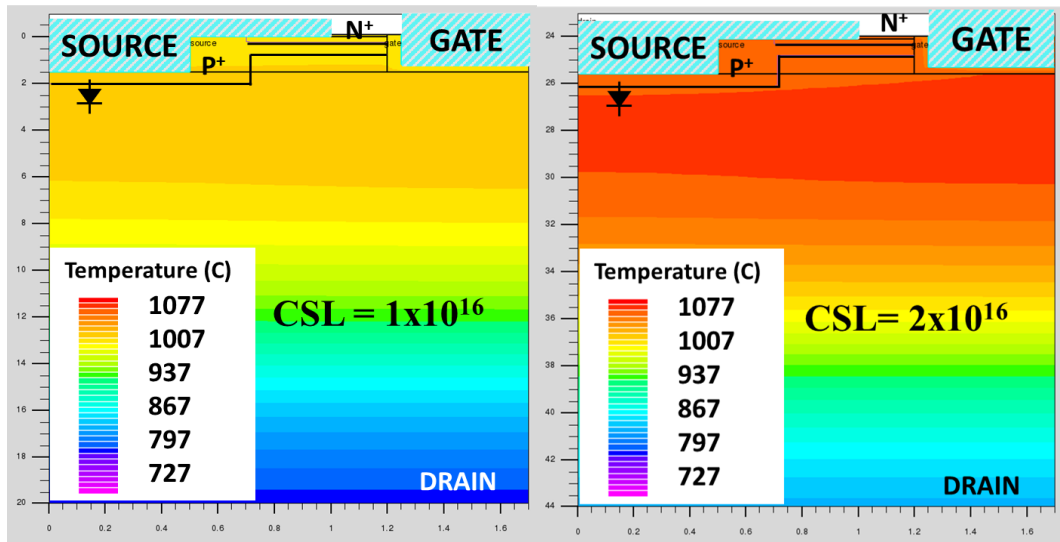 N⁺
SOURCE
source
gate
GATE
P⁺
0
2
4
6
8
10
12
14
16
18
20
Temperature (C)
1077
1007
937
867
797
727
CSL = 1x10¹⁶
DRAIN
0
0.2
0.4
0.6
0.8
1
1.2
1.4
1.6
drain
N⁺
SOURCE
source
gate
GATE
P⁺
24
26
28
30
32
34
36
38
40
42
44
Temperature (C)
1077
1007
937
867
797
727
CSL= 2x10¹⁶
DRAIN
0
0.2
0.4
0.6
0.8
1
1.2
1.4
1.6